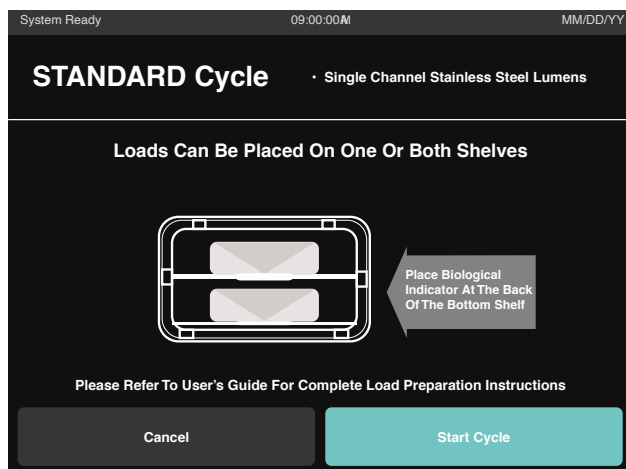 System Ready 09:00:00AM MM/DD/YY
STANDARD Cycle • Single Channel Stainless Steel Lumens
Loads Can Be Placed On One Or Both Shelves
Place Biological
Indicator At The Back
Of The Bottom Shelf
Please Refer To User's Guide For Complete Load Preparation Instructions
Cancel Start Cycle